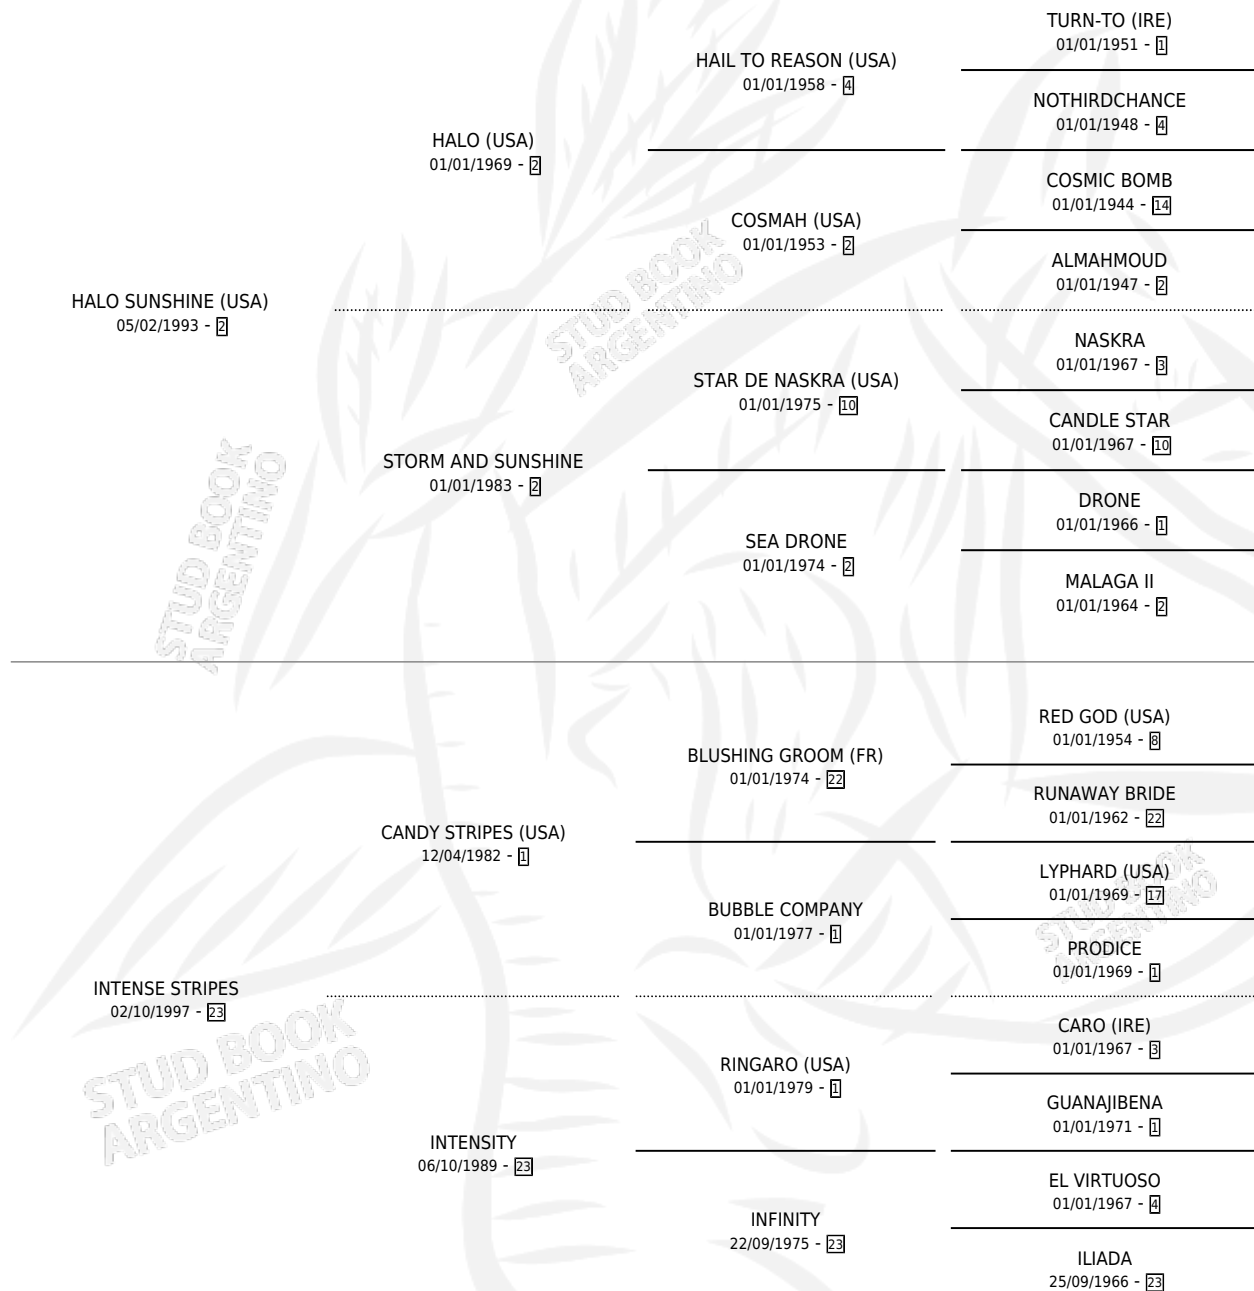 TURN-TO (IRE)
01/01/1951 - 1
HAIL TO REASON (USA)
01/01/1958 - 4
NOTHIRDCHANCE
01/01/1948 - 4
HALO (USA)
01/01/1969 - 2
COSMIC BOMB
01/01/1944 - 14
COSMAH (USA)
01/01/1953 - 2
ALMAHMOUD
01/01/1947 - 2
HALO SUNSHINE (USA)
05/02/1993 - 2
NASKRA
01/01/1967 - 3
STAR DE NASKRA (USA)
01/01/1975 - 10
CANDLE STAR
01/01/1967 - 10
STORM AND SUNSHINE
01/01/1983 - 2
DRONE
01/01/1966 - 1
SEA DRONE
01/01/1974 - 2
MALAGA II
01/01/1964 - 2
RED GOD (USA)
01/01/1954 - 8
BLUSHING GROOM (FR)
01/01/1974 - 22
RUNAWAY BRIDE
01/01/1962 - 22
CANDY STRIPES (USA)
12/04/1982 - 1
LYPHARD (USA)
01/01/1969 - 17
BUBBLE COMPANY
01/01/1977 - 1
PRODICE
01/01/1969 - 1
INTENSE STRIPES
02/10/1997 - 23
CARO (IRE)
01/01/1967 - 3
RINGARO (USA)
01/01/1979 - 1
GUANAJIBENA
01/01/1971 - 1
INTENSITY
06/10/1989 - 23
EL VIRTUOSO
01/01/1967 - 4
INFINITY
22/09/1975 - 23
ILIADA
25/09/1966 - 23
STUD BOOK
ARGENTINO
STUD BOOK
ARGENTINO
STUD BOOK
ARGENTINO
STUD BOOK
ARGENTINO